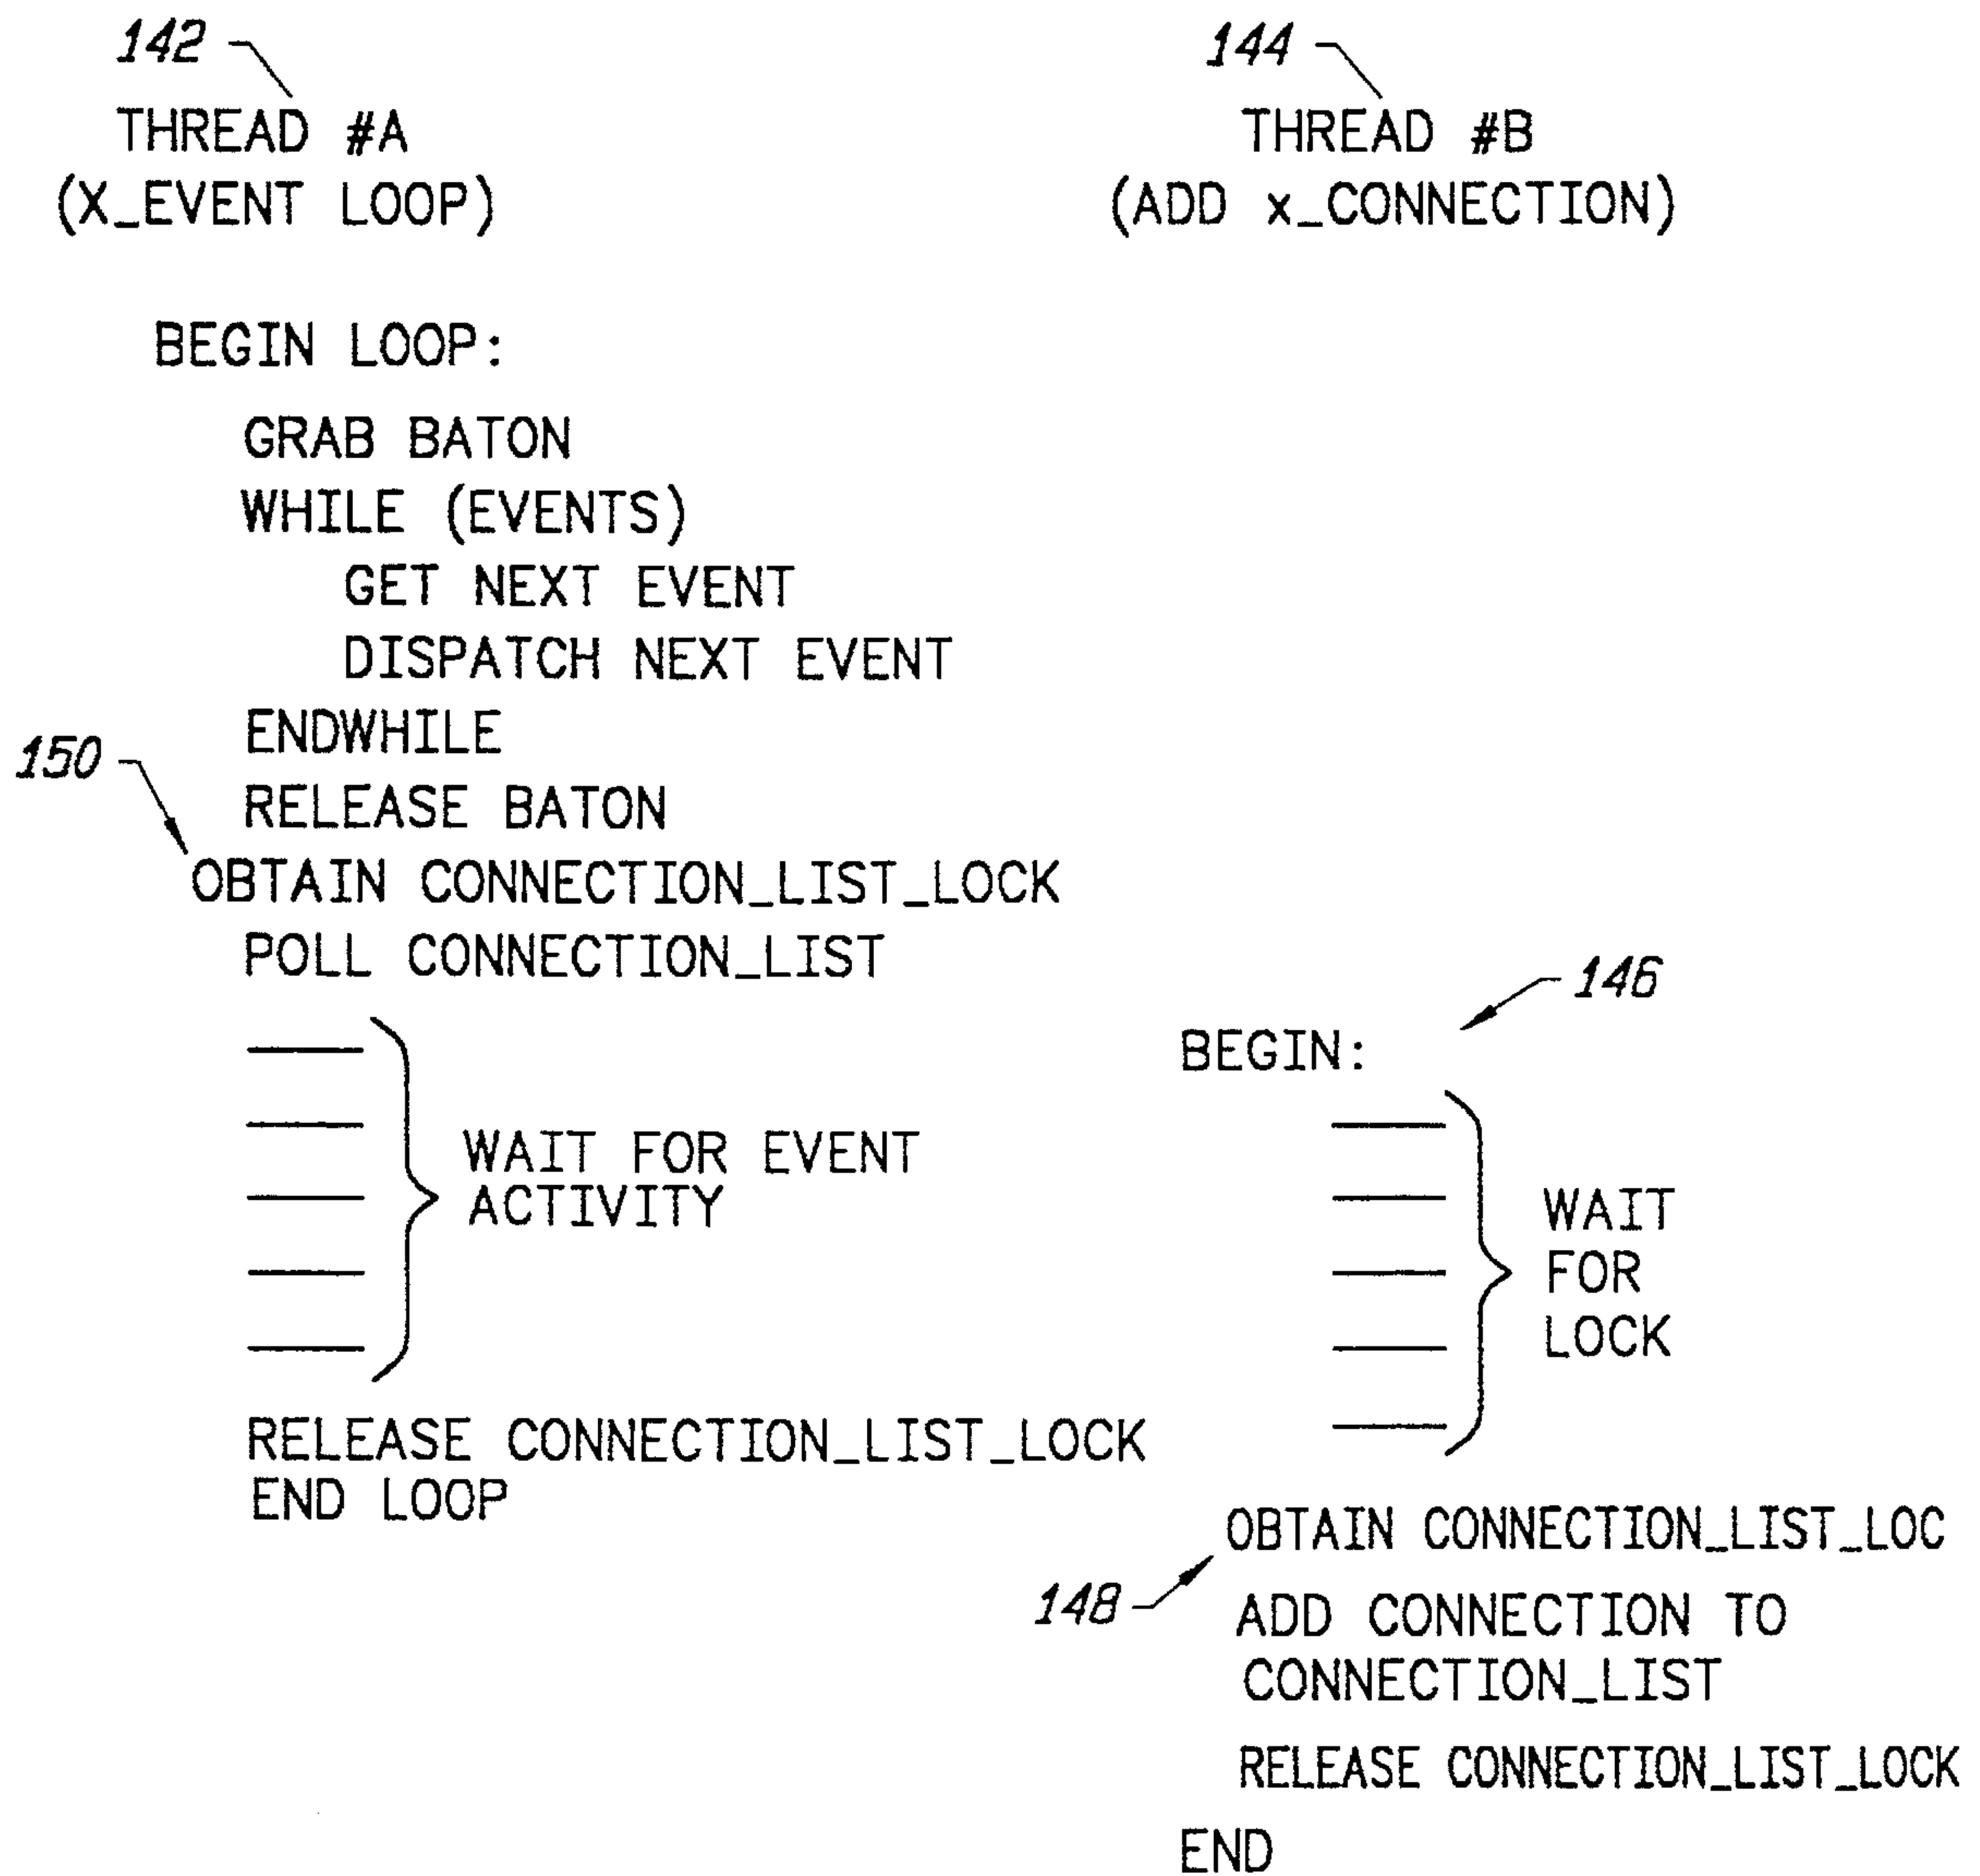 142
THREAD #A
(X_EVENT LOOP)
BEGIN LOOP:
GRAB BATON
WHILE (EVENTS)
GET NEXT EVENT
DISPATCH NEXT EVENT
ENDWHILE
150
RELEASE BATON
OBTAIN CONNECTION_LIST_LOCK
POLL CONNECTION_LIST
WAIT FOR EVENT
ACTIVITY
RELEASE CONNECTION_LIST_LOCK
END LOOP
144
THREAD #B
(ADD x_CONNECTION)
146
BEGIN:
WAIT
FOR
LOCK
OBTAIN CONNECTION_LIST_LOC
148
ADD CONNECTION TO
CONNECTION_LIST
RELEASE CONNECTION_LIST_LOCK
END